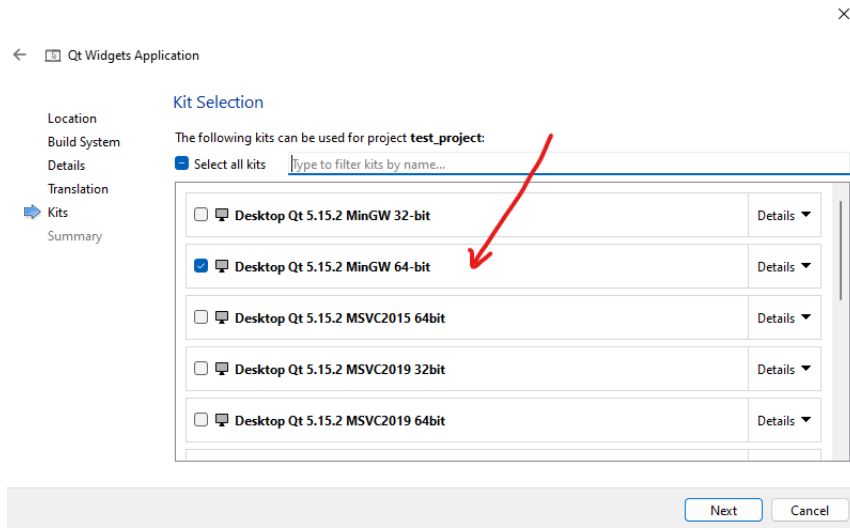 Qt Widgets Application
Location
Build System
Details
Translation
Kits
Summary
Kit Selection
The following kits can be used for project test_project:
Select all kits
Type to filter kits by name...
Desktop Qt 5.15.2 MinGW 32-bit Details
Desktop Qt 5.15.2 MinGW 64-bit Details
Desktop Qt 5.15.2 MSVC2015 64bit Details
Desktop Qt 5.15.2 MSVC2019 32bit Details
Desktop Qt 5.15.2 MSVC2019 64bit Details
Next Cancel